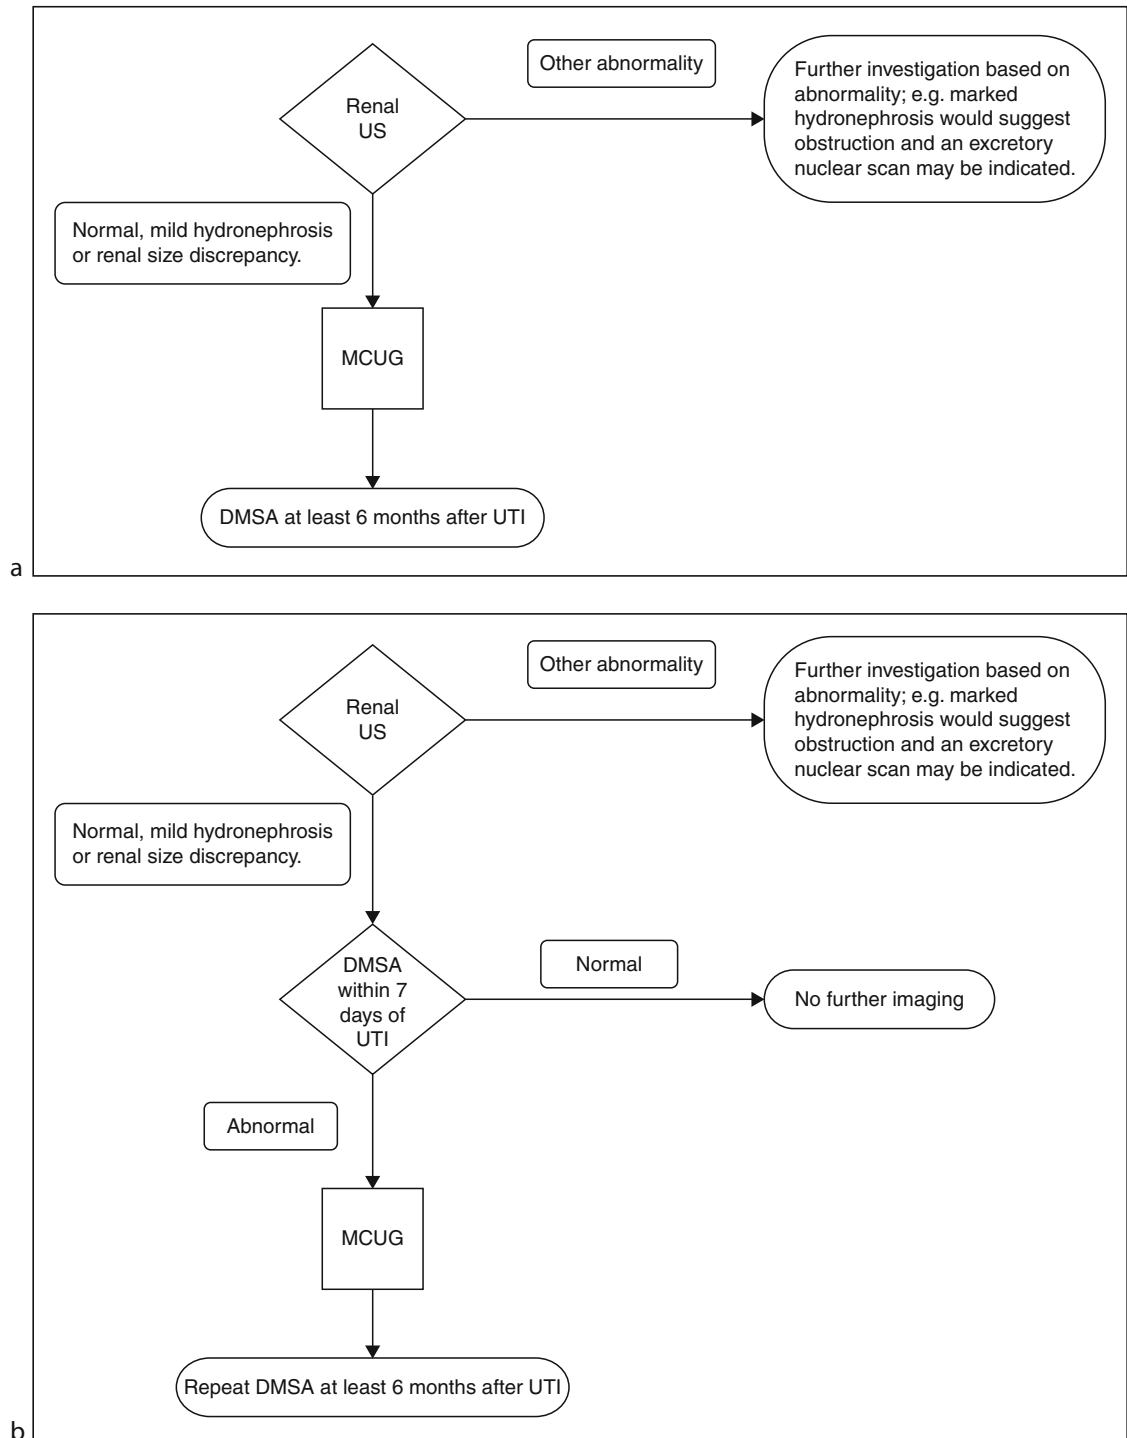 Other abnormality
Renal
US
Further investigation based on
abnormality; e.g. marked
hydronephrosis would suggest
obstruction and an excretory
nuclear scan may be indicated.
Normal, mild hydronephrosis
or renal size discrepancy.
MCUG
DMSA at least 6 months after UTI
a
Other abnormality
Renal
US
Further investigation based on
abnormality; e.g. marked
hydronephrosis would suggest
obstruction and an excretory
nuclear scan may be indicated.
Normal, mild hydronephrosis
or renal size discrepancy.
DMSA
within 7
days of
UTI
Normal
No further imaging
Abnormal
MCUG
Repeat DMSA at least 6 months after UTI
b